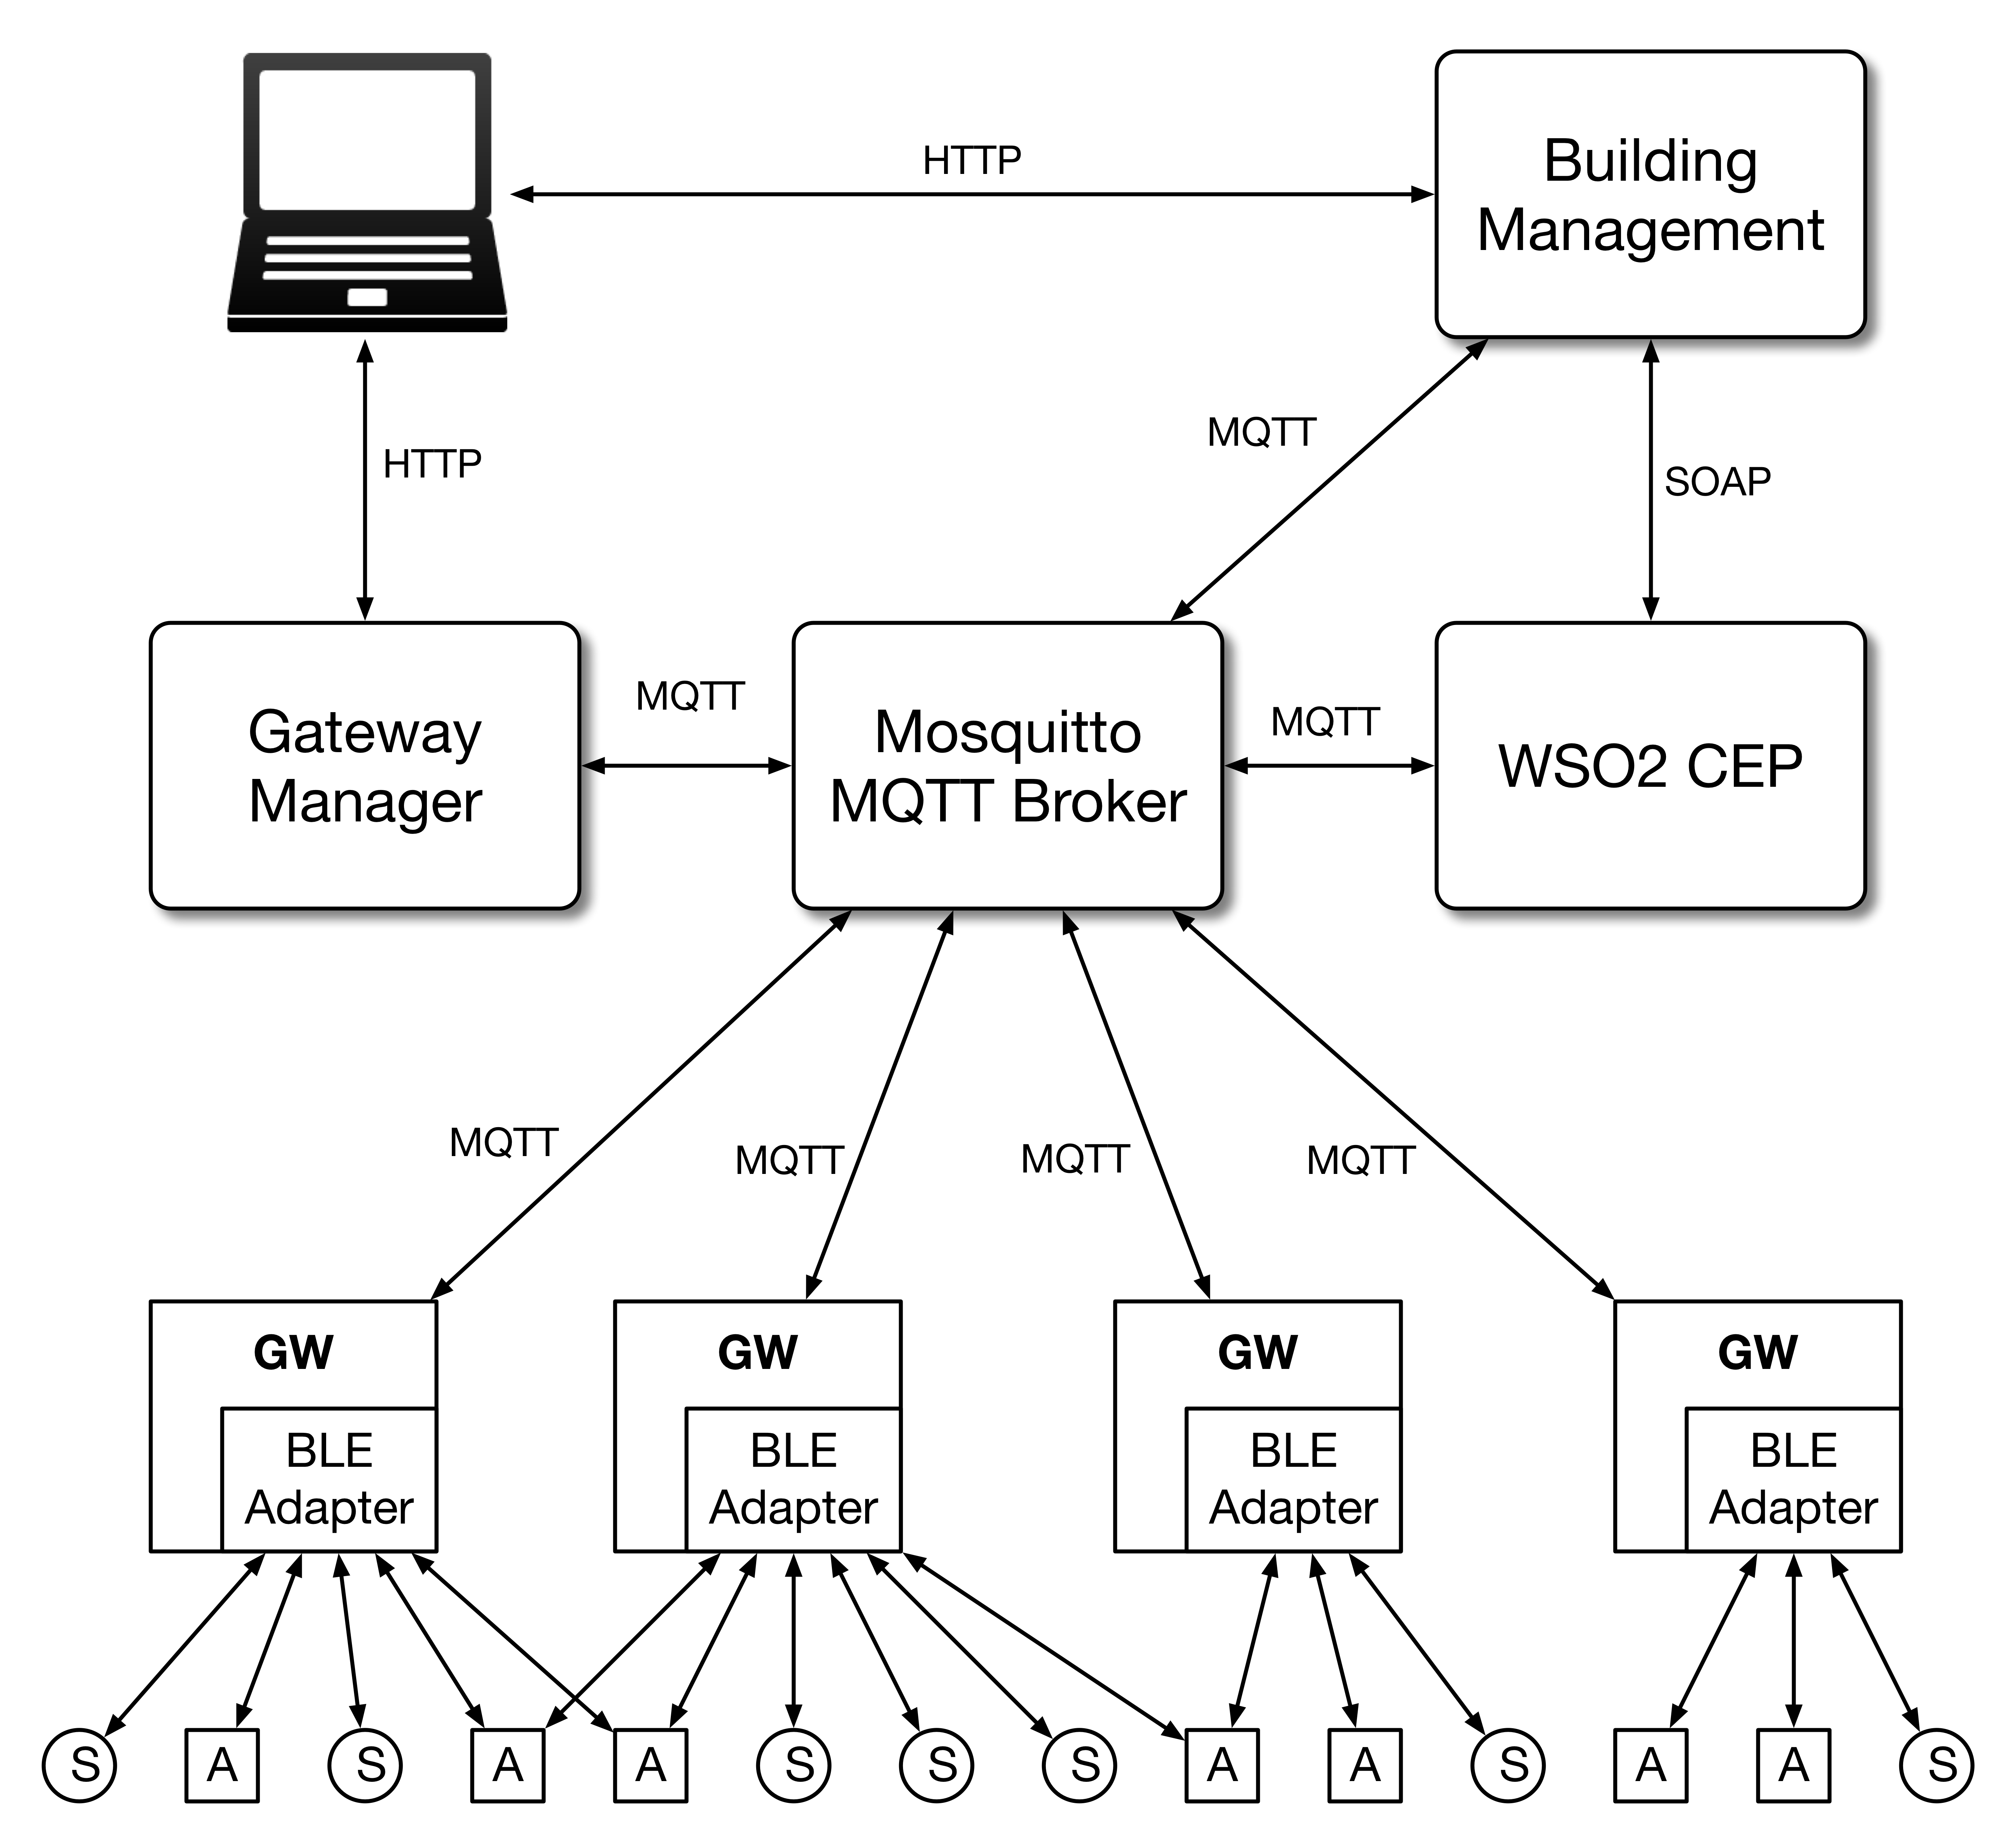 HTTP
Building
Management
MQTT
HTTP
SOAP
Gateway
Manager
MQTT
Mosquitto
MQTT Broker
MQTT
WSO2 CEP
MQTT
MQTT
MQTT
MQTT
GW
BLE
Adapter
GW
BLE
Adapter
GW
BLE
Adapter
GW
BLE
Adapter
S
A
S
A
A
S
S
S
A
A
S
A
A
S